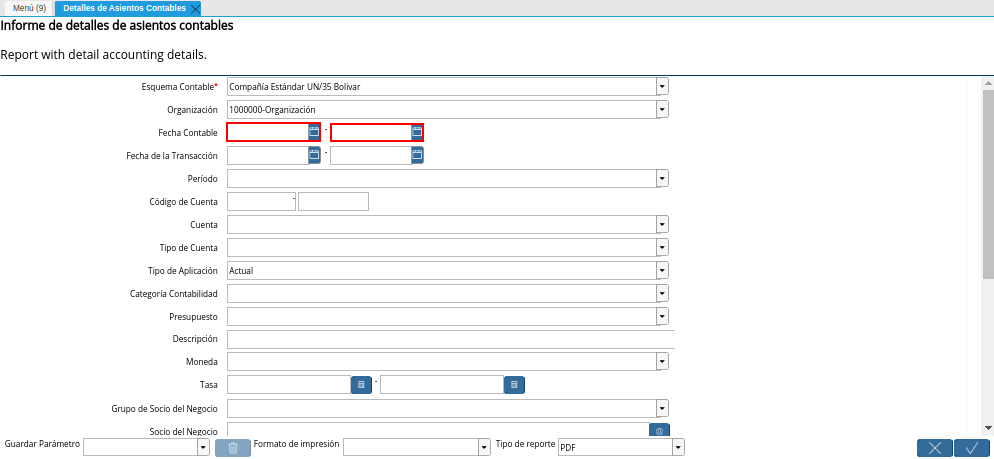 Menú (9) Detalles de Asientos Contables
Informe de detalles de asientos contables
Report with detail accounting details.
Esquema Contable* Compañía Estándar UN/35 Bolivar
Organización 1000000-Organización
Fecha Contable -
Fecha de la Transacción -
Período
Código de Cuenta -
Cuenta
Tipo de Cuenta
Tipo de Aplicación Actual
Categoría Contabilidad
Presupuesto
Descripción
Moneda
Tasa -
Grupo de Socio del Negocio
Socio del Negocio
Guardar Parámetro Formato de impresión Tipo de reporte PDF